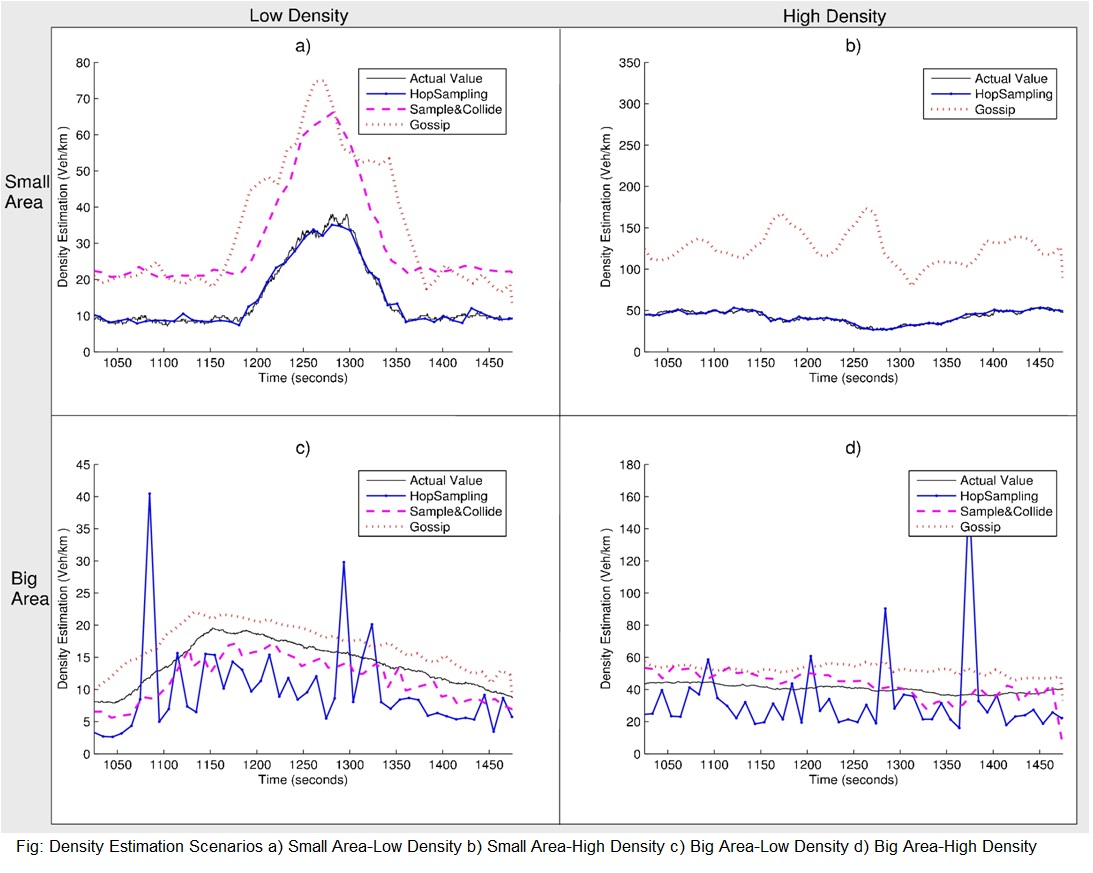 Low Density
High Density
Small
Area
Big
Area
a)
80
70
60
50
40
30
20
10
0
Density Estimation (Veh/km )
1050 1100 1150 1200 1250 1300 1350 1400 1450
Time (seconds)
Actual Value
HopSampling
Sample&Collide
Gossip
b)
350
300
250
200
150
100
50
0
Density Estimation (Veh/km )
1050 1100 1150 1200 1250 1300 1350 1400 1450
Time (seconds)
Actual Value
HopSampling
Gossip
c)
45
40
35
30
25
20
15
10
5
0
Density Estimation (Veh/km )
1050 1100 1150 1200 1250 1300 1350 1400 1450
Time (seconds)
Actual Value
HopSampling
Sample&Collide
Gossip
d)
180
160
140
120
100
80
60
40
20
0
Density Estimation (Veh/km )
1050 1100 1150 1200 1250 1300 1350 1400 1450
Time (seconds)
Actual Value
HopSampling
Sample&Collide
Gossip
Fig: Density Estimation Scenarios a) Small Area-Low Density b) Small Area-High Density c) Big Area-Low Density d) Big Area-High Density